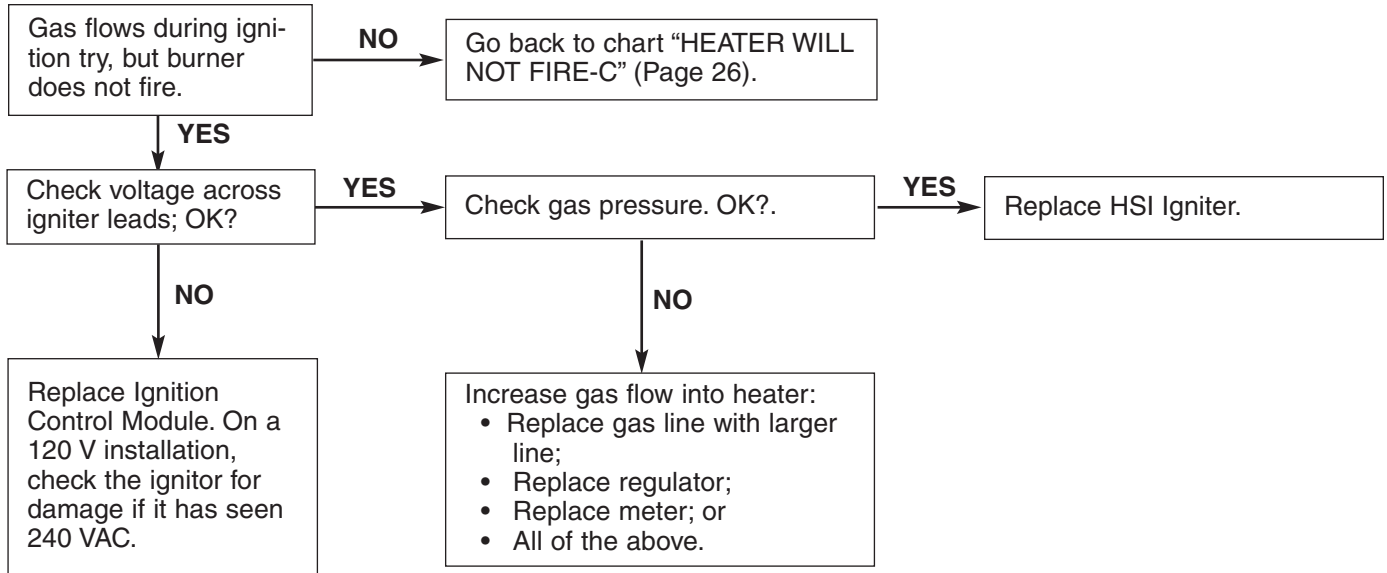 Gas flows during igni-
tion try, but burner
does not fire.
NO
Go back to chart “HEATER WILL
NOT FIRE-C” (Page 26).
YES
Check voltage across
igniter leads; OK?
YES
Check gas pressure. OK?.
YES
Replace HSI Igniter.
NO
Replace Ignition
Control Module. On a
120 V installation,
check the ignitor for
damage if it has seen
240 VAC.
NO
Increase gas flow into heater:
• Replace gas line with larger
line;
• Replace regulator;
• Replace meter; or
• All of the above.